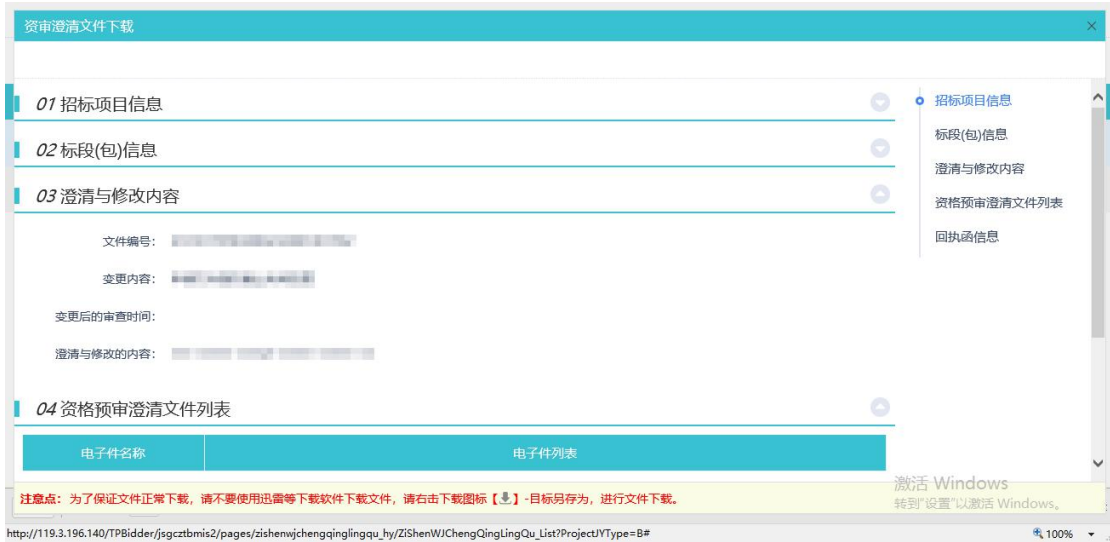 资审澄清文件下载
01 招标项目信息
02 标段(包)信息
03 澄清与修改内容
文件编号：
变更内容：
变更后的审查时间：
澄清与修改的内容：
04 资格预审澄清文件列表
电子件名称 电子件列表
招标项目信息
标段(包)信息
澄清与修改内容
资格预审澄清文件列表
回执函信息
注意点：为了保证文件正常下载，请不要使用迅雷等下载软件下载文件，请右击下载图标【】-目标另存为，进行文件下载。
激活 Windows
转到"设置"以激活 Windows。
http://119.3.196.140/TPBidder/jsgcztbmis2/pages/zishenwjchengqinglingqu_hy/ZiShenWJChengQingLingQu_List?ProjectJYType=B#
100%